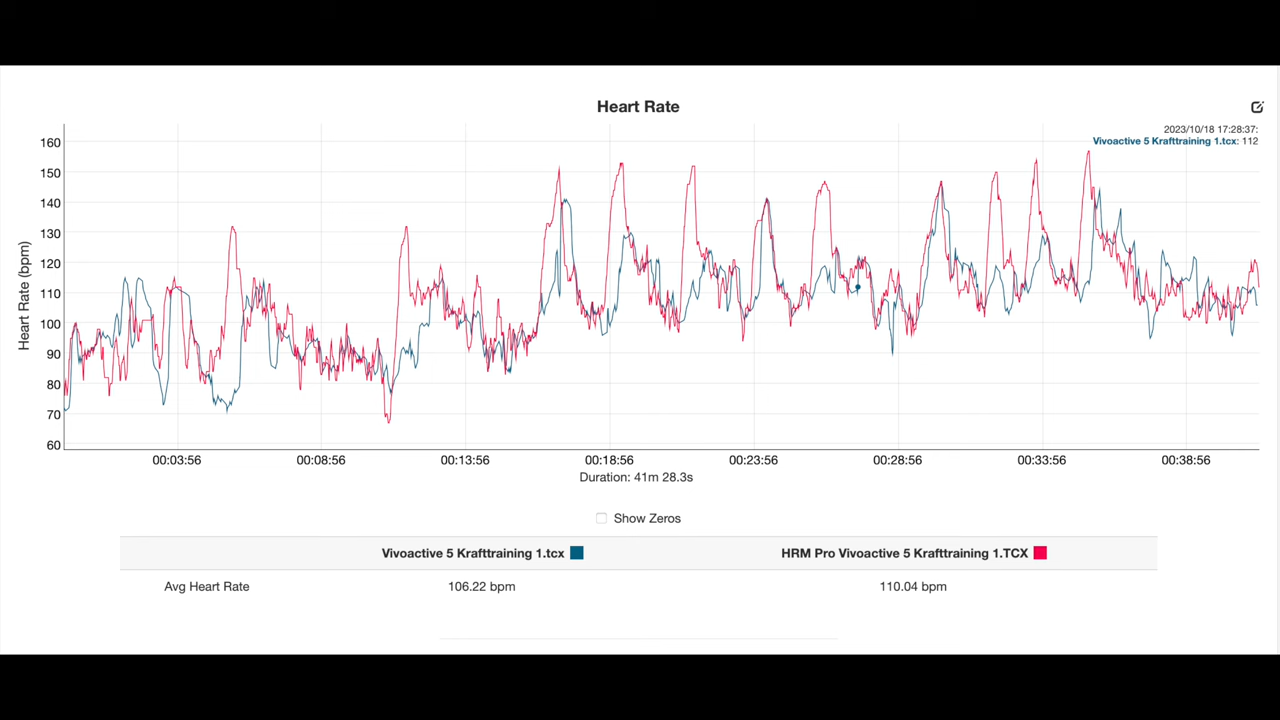 Heart Rate
2023/10/18 17:28:37:
Vivoactive 5 Krafttraining 1.tcx: 112
Heart Rate (bpm)
160
150
140
130
120
110
100
90
80
70
60
00:03:56 00:08:56 00:13:56 00:18:56 00:23:56 00:28:56 00:33:56 00:38:56
Duration: 41m 28.3s
Show Zeros
Vivoactive 5 Krafttraining 1.tcx HRM Pro Vivoactive 5 Krafttraining 1.TCX
Avg Heart Rate 106.22 bpm 110.04 bpm